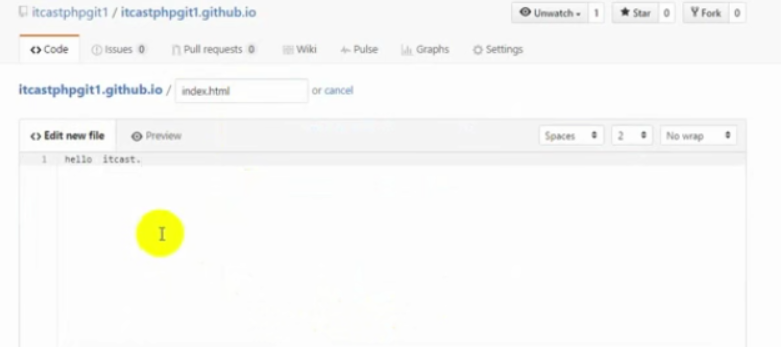 itcastphpgit1 / itcastphpgit1.github.io
Unwatch 1 Star 0 Fork 0
Code Issues 0 Pull requests 0 Wiki Pulse Graphs Settings
itcastphpgit1.github.io / index.html or cancel
<> Edit new file Preview Spaces 2 No wrap
1 hello itcast.